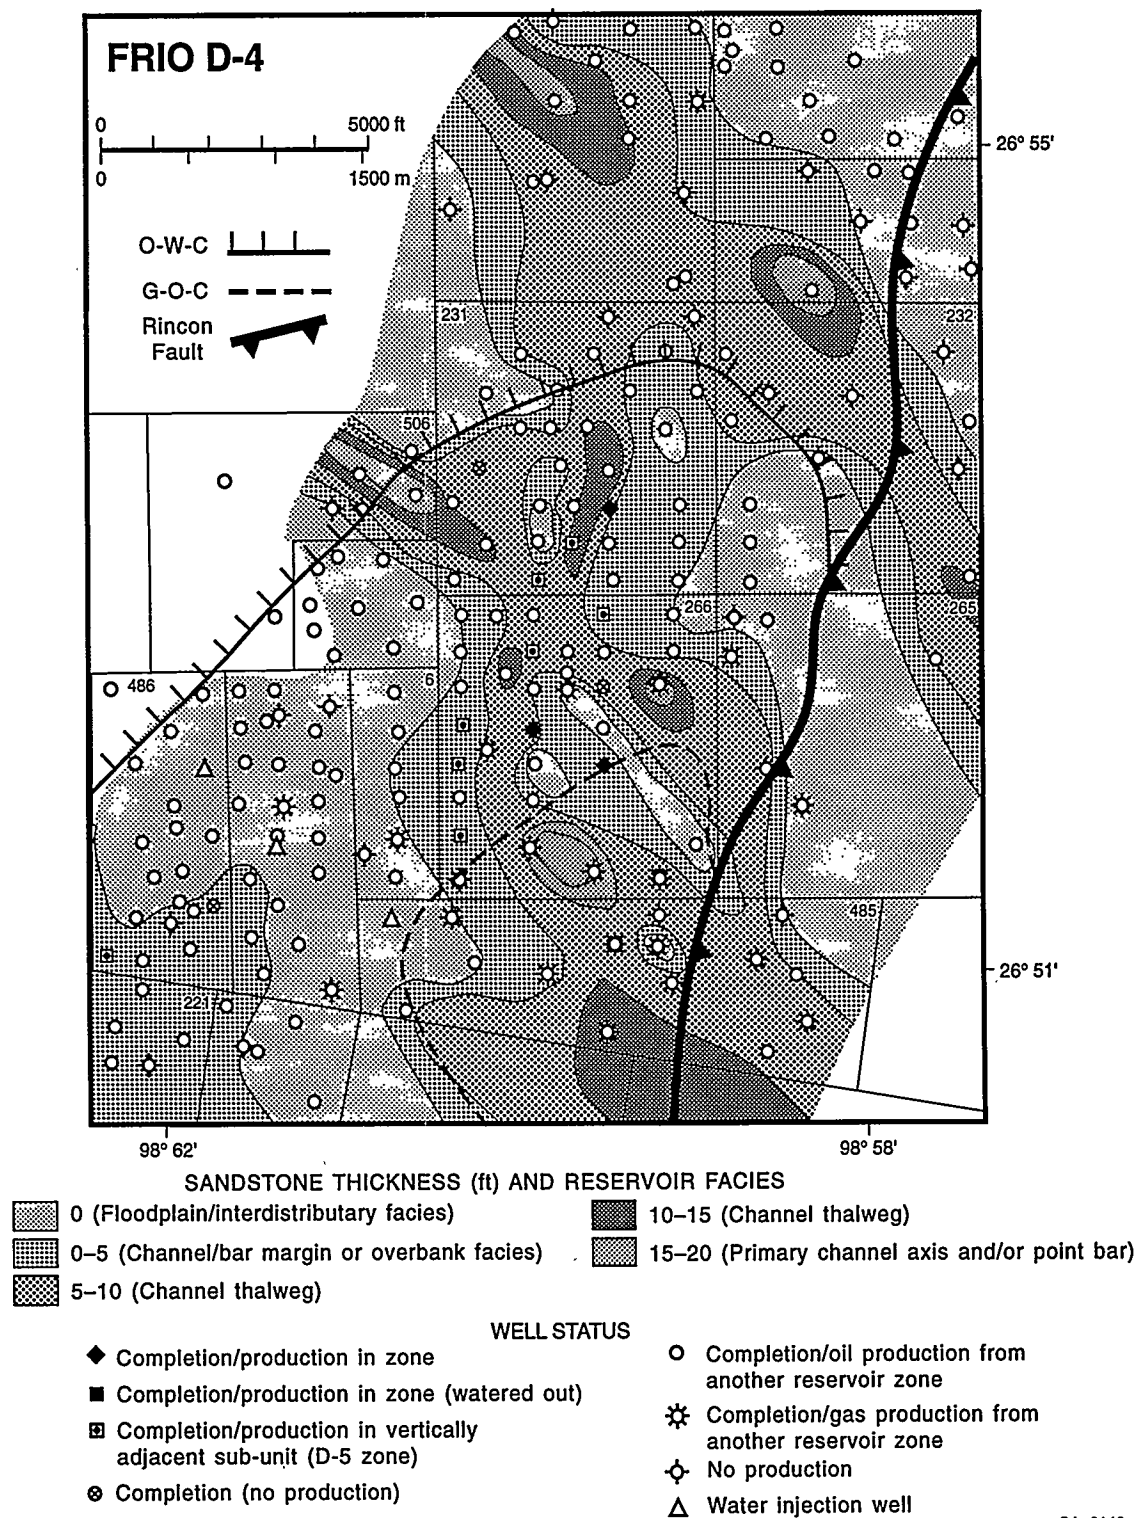 FRIO D-4
0 5000 ft
0 1500 m
O-W-C
G-O-C
Rincon
Fault
26° 55'
231
232
506
266
265
486
6
485
26° 51'
221
98° 62'
98° 58'
SANDSTONE THICKNESS (ft) AND RESERVOIR FACIES
0 (Floodplain/interdistributary facies)
0–5 (Channel/bar margin or overbank facies)
5–10 (Channel thalweg)
10–15 (Channel thalweg)
15–20 (Primary channel axis and/or point bar)
WELL STATUS
Completion/production in zone
Completion/production in zone (watered out)
Completion/production in vertically
adjacent sub-unit (D-5 zone)
Completion (no production)
Completion/oil production from
another reservoir zone
Completion/gas production from
another reservoir zone
No production
Water injection well